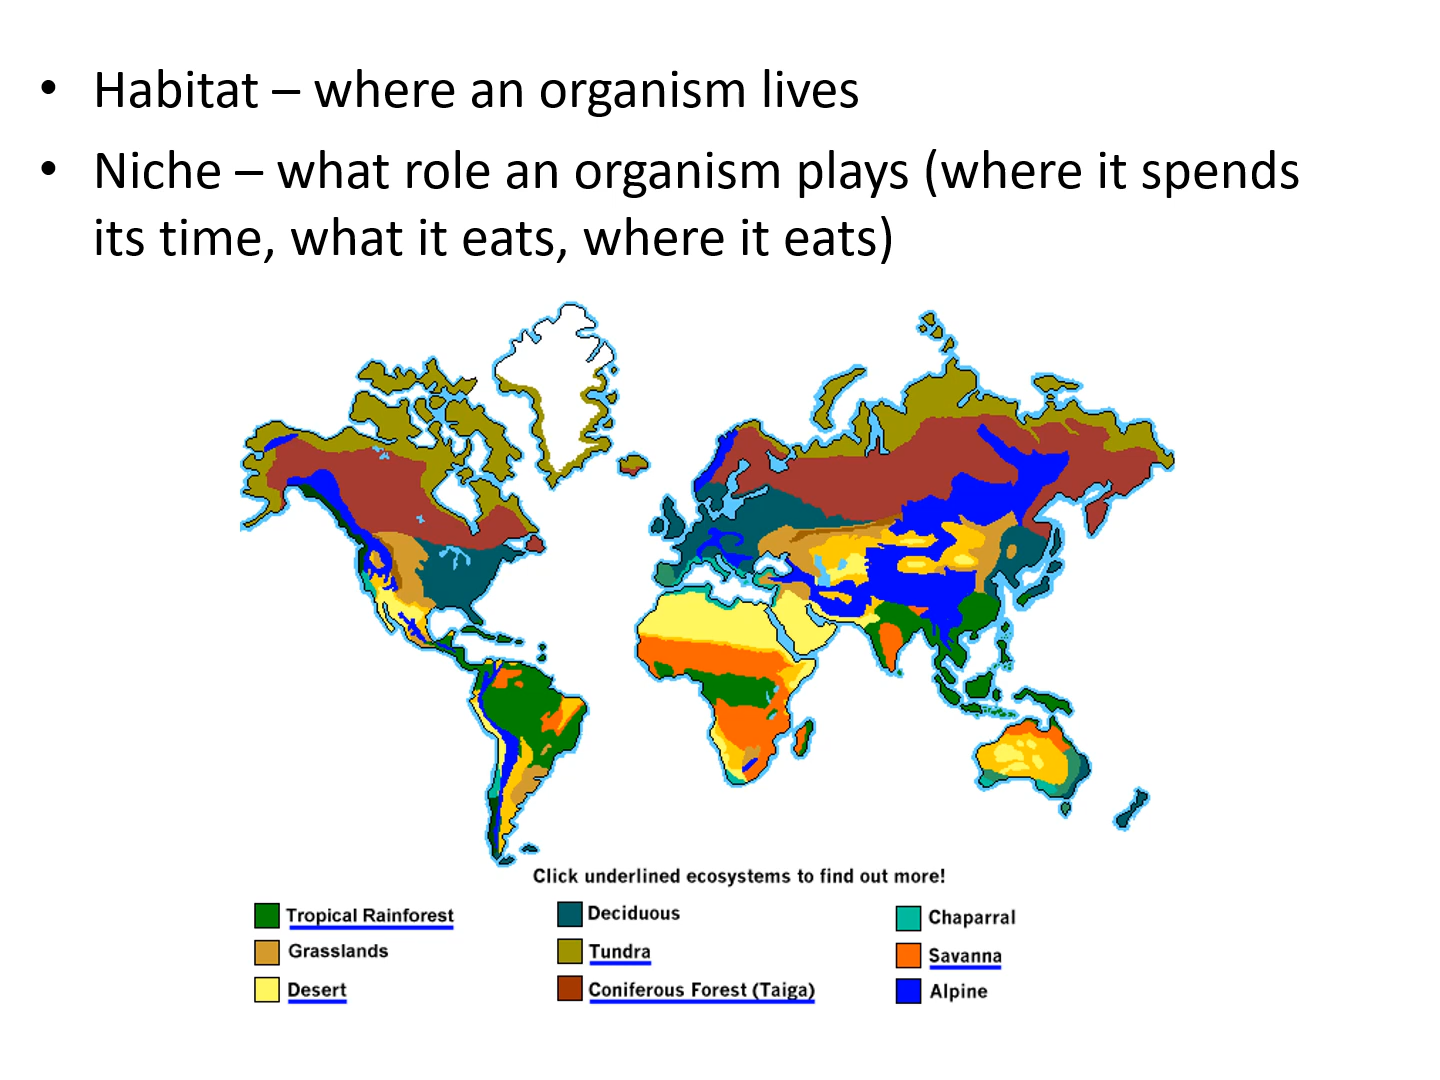 • Habitat – where an organism lives
• Niche – what role an organism plays (where it spends
its time, what it eats, where it eats)
Click underlined ecosystems to find out more!
Tropical Rainforest
Grasslands
Desert
Deciduous
Tundra
Coniferous Forest (Taiga)
Chaparral
Savanna
Alpine